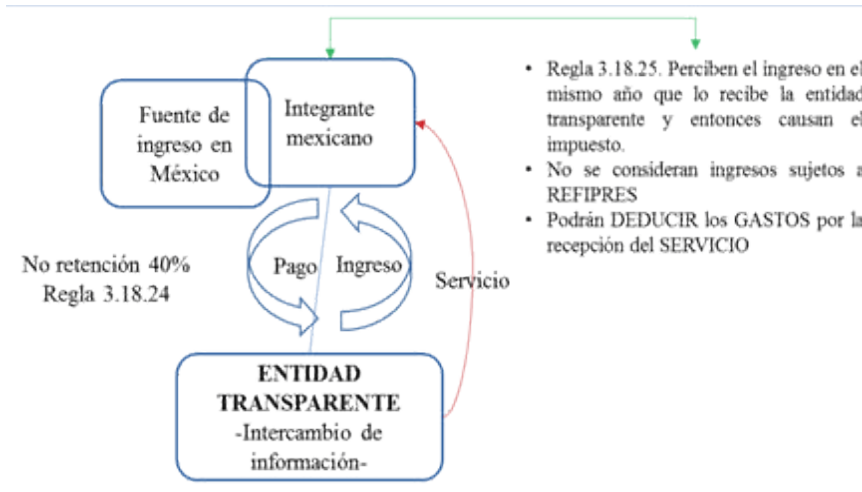 Fuente de
ingreso en
México
Integrante
mexicano
No retención 40%
Regla 3.18.24
Pago
Ingreso
Servicio
ENTIDAD
TRANSPARENTE
-Intercambio de
información-
• Regla 3.18.25. Perciben el ingreso en el
mismo año que lo recibe la entidad
transparente y entonces causan el
impuesto.
• No se consideran ingresos sujetos a
REFIPRES
• Podrán DEDUCIR los GASTOS por la
recepción del SERVICIO